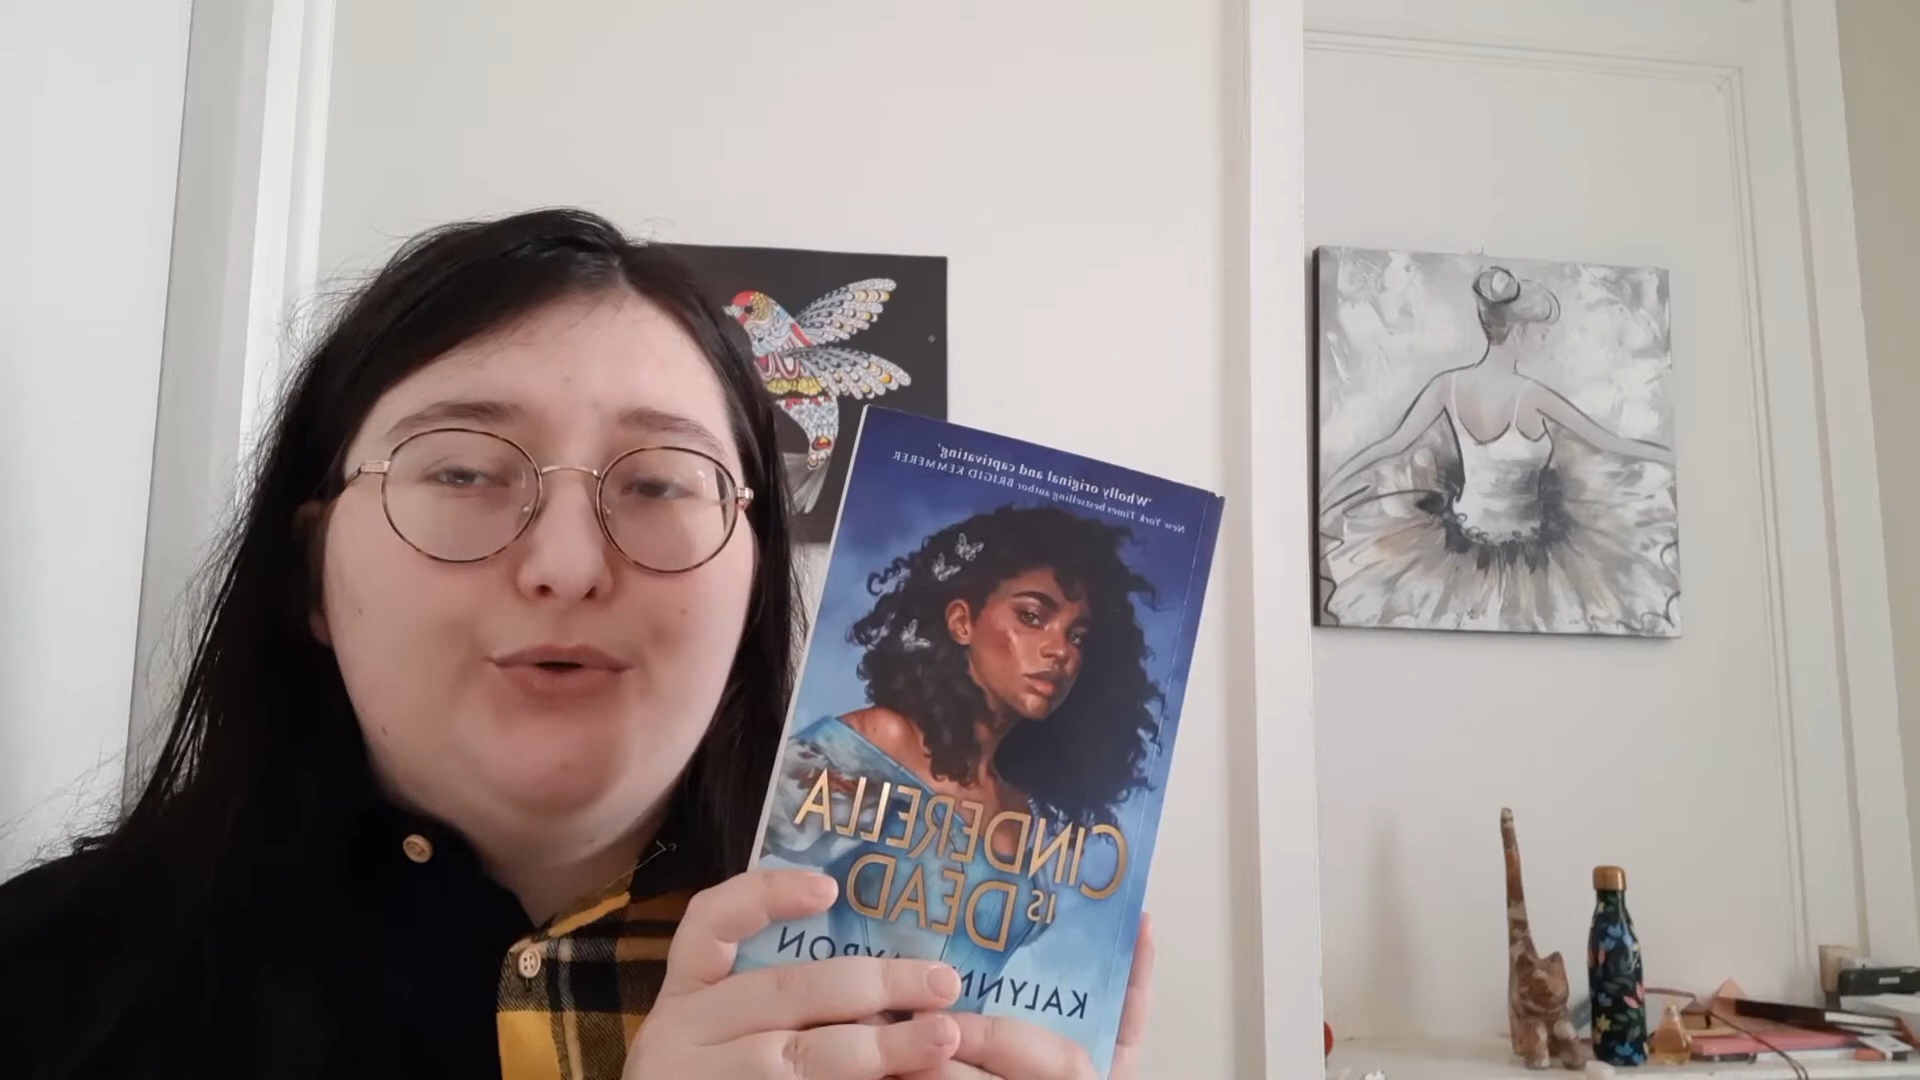 'Wholly original and captivating'
New York Times bestselling author BRIGID KEMMERER
CINDERELLA
IS DEAD
KALYNN